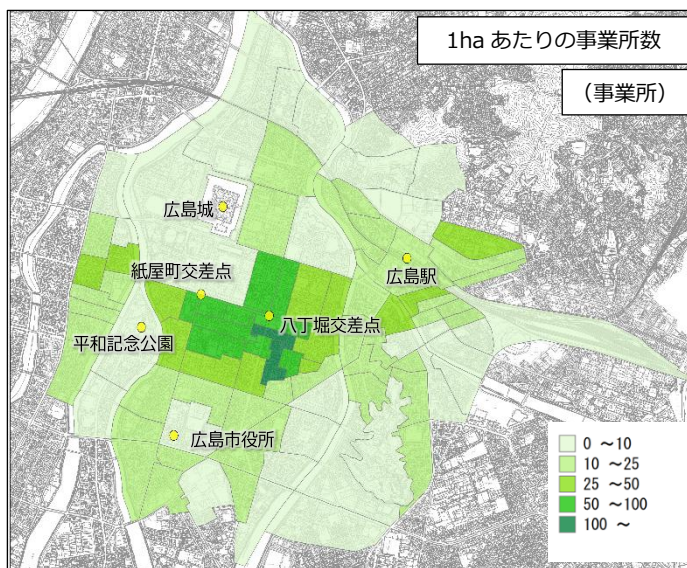 1ha あたりの事業所数
（事業所）
広島城
紙屋町交差点
広島駅
八丁堀交差点
平和記念公園
広島市役所
0 ～10
10 ～25
25 ～50
50 ～100
100 ～